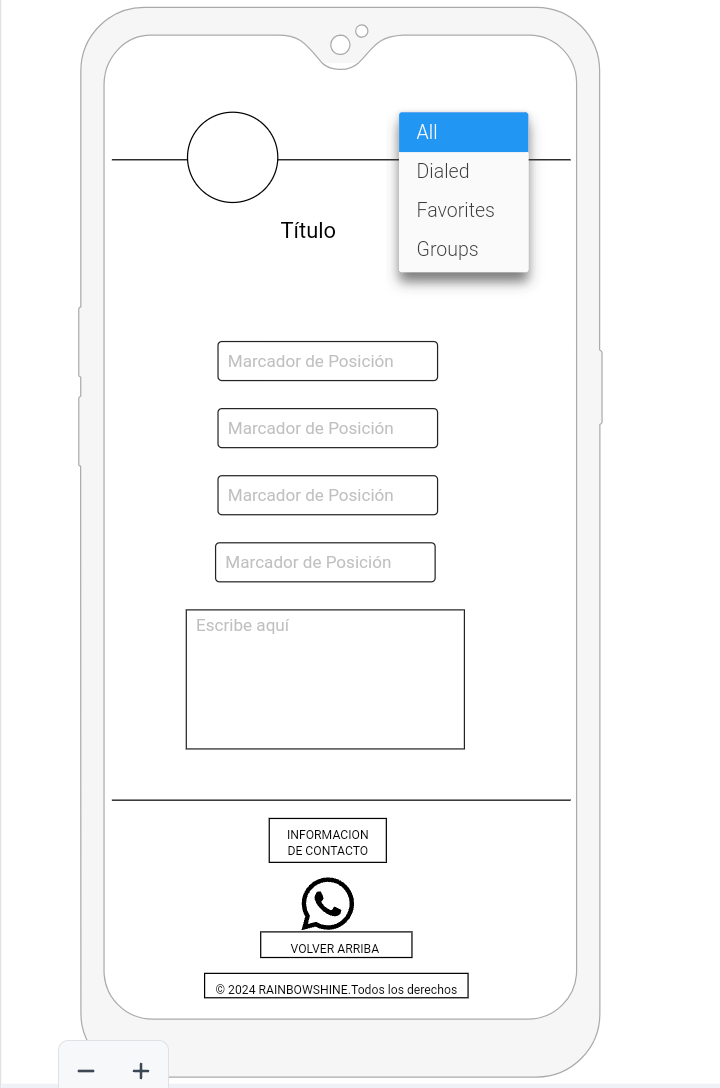 All
Dialed
Favorites
Groups
Título
Marcador de Posición
Marcador de Posición
Marcador de Posición
Marcador de Posición
Escribe aquí
INFORMACION
DE CONTACTO
VOLVER ARRIBA
© 2024 RAINBOWSHINE.Todos los derechos